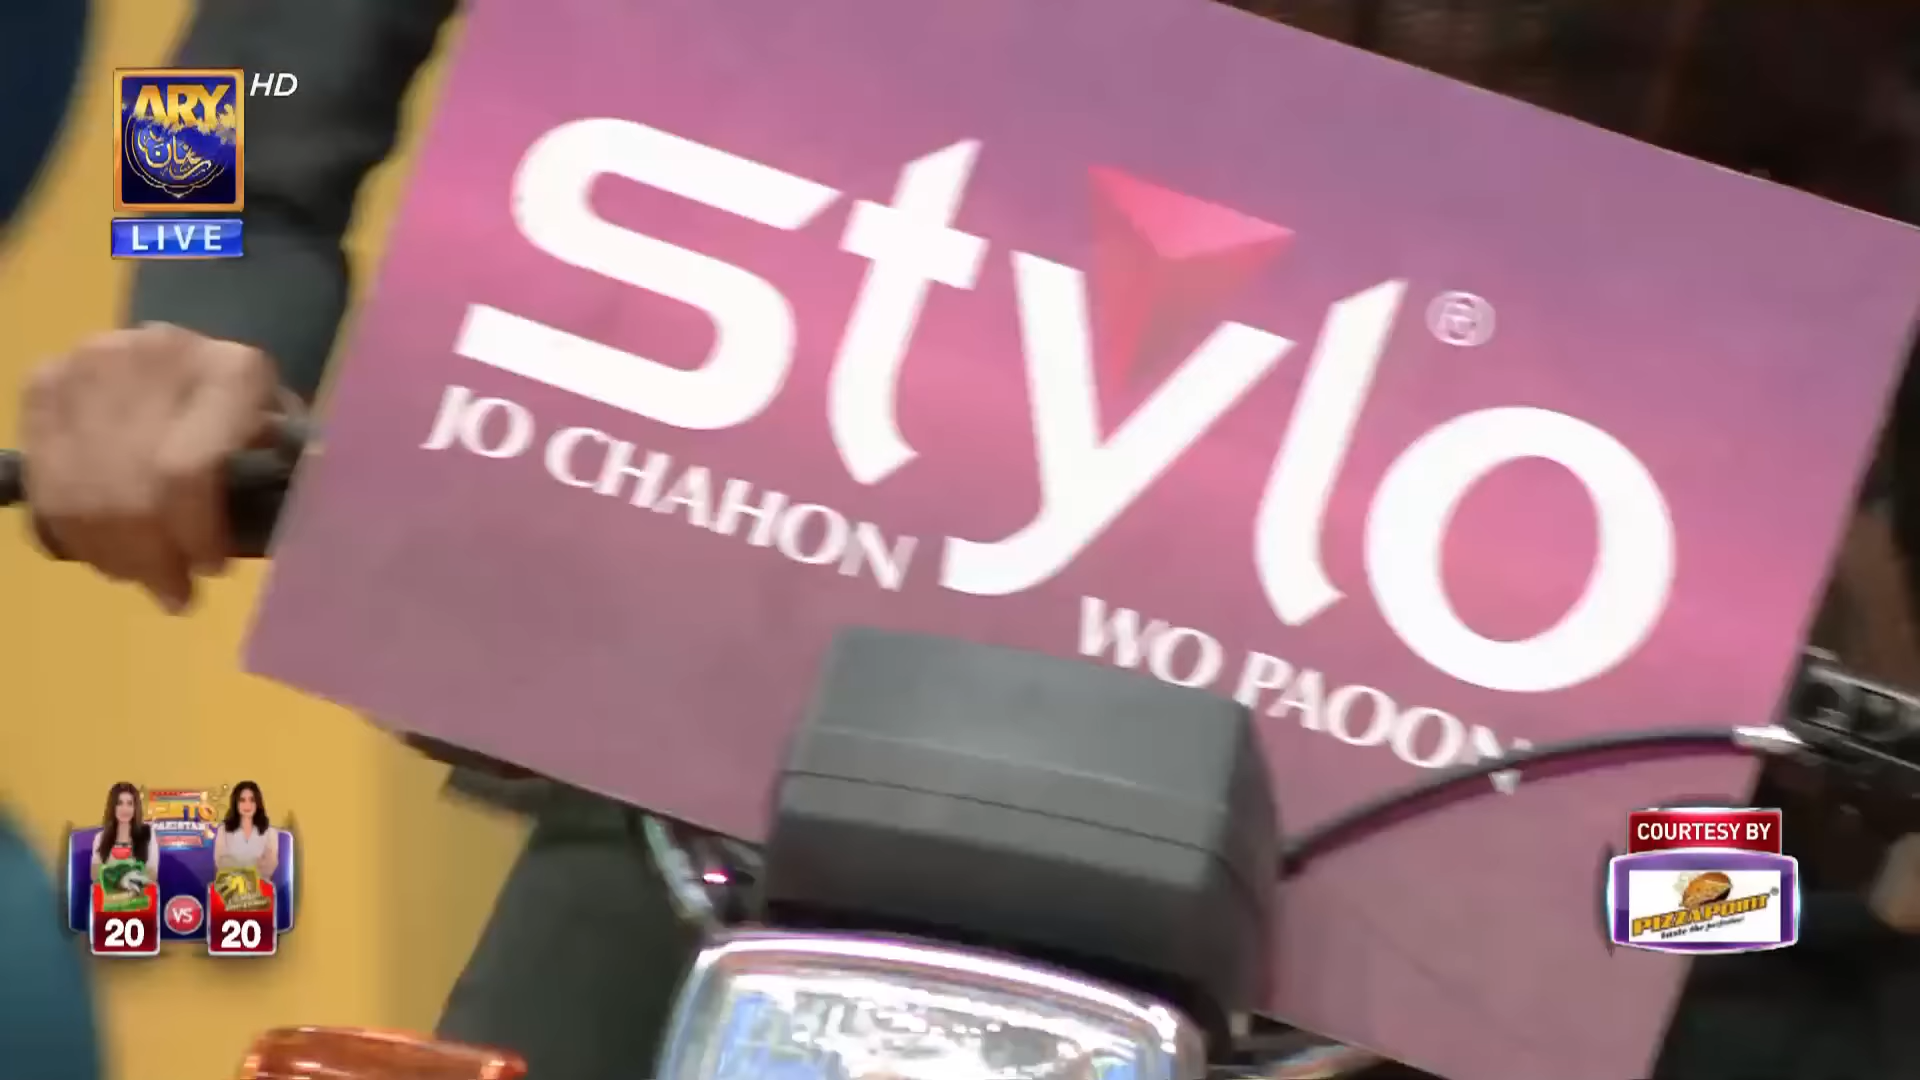 ARY
HD
LIVE
stylo®
JO CHAHON
WO PAOON
20
VS
20
COURTESY BY
PIZZA POINT®